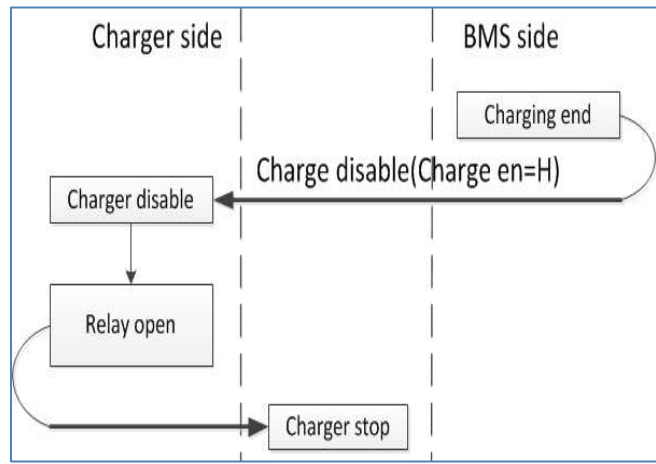 Charger side
BMS side
Charging end
Charge disable(Charge en=H)
Charger disable
Relay open
Charger stop